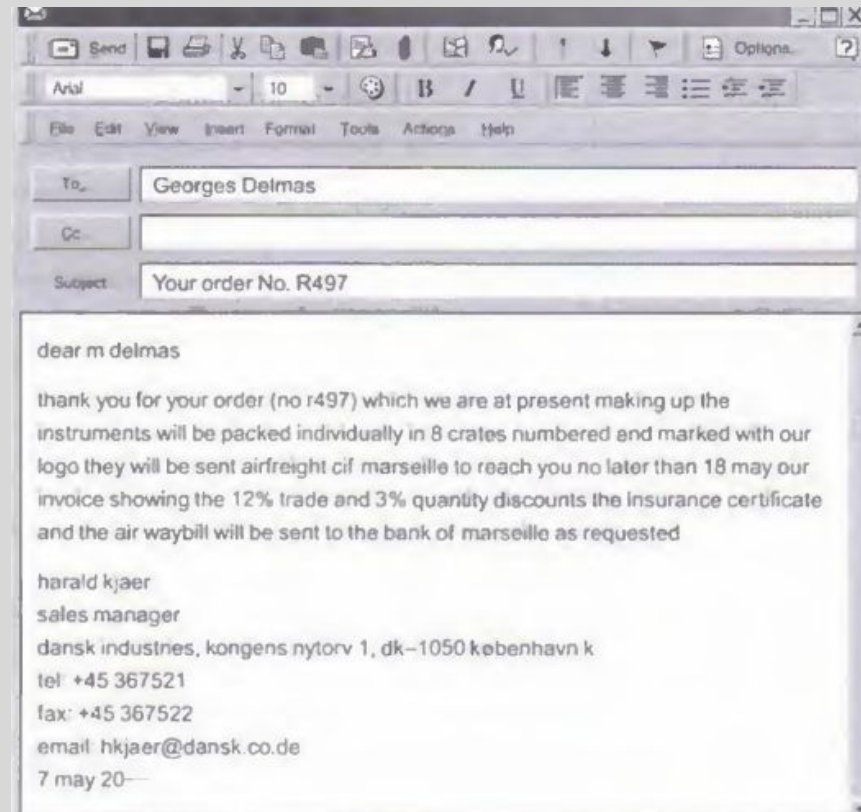 Send Options...
Arial 10 B I U
File Edit View Insert Format Tools Actions Help
To... Georges Delmas
Cc...
Subject: Your order No. R497
dear m delmas
thank you for your order (no r497) which we are at present making up the
instruments will be packed individually in 8 crates numbered and marked with our
logo they will be sent airfreight cif marseille to reach you no later than 18 may our
invoice showing the 12% trade and 3% quantity discounts the insurance certificate
and the air waybill will be sent to the bank of marseille as requested
harald kjaer
sales manager
dansk industries, kongens nytorv 1, dk–1050 københavn k
tel: +45 367521
fax: +45 367522
email: hkjaer@dansk.co.de
7 may 20—